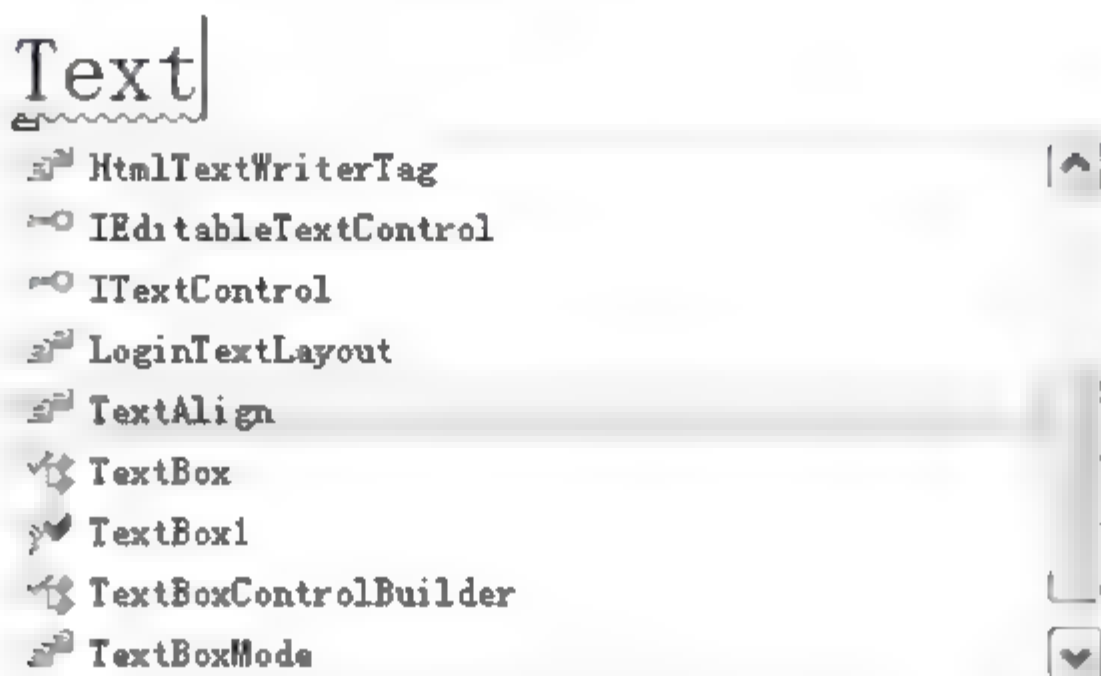 Text
HtmlTextWriterTag
IEditableTextControl
ITextControl
LoginTextLayout
TextAlign
TextBox
TextBox1
TextBoxControlBuilder
TextBoxMode